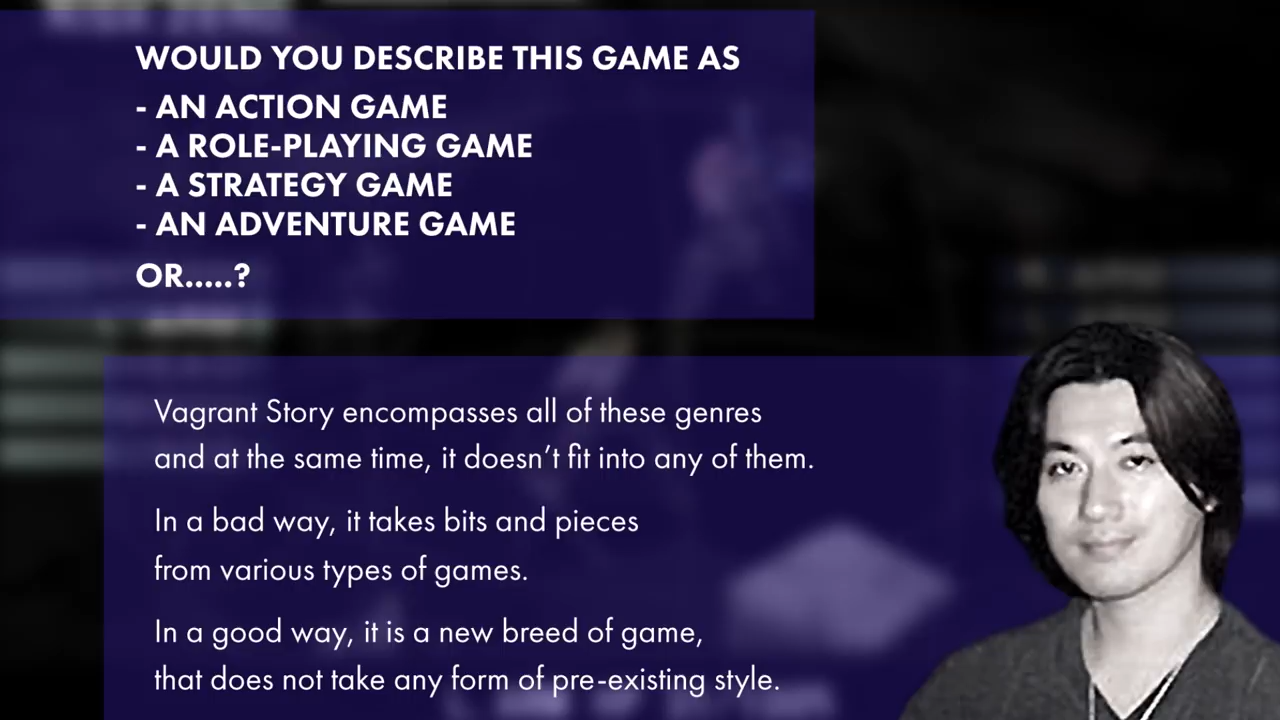 WOULD YOU DESCRIBE THIS GAME AS
- AN ACTION GAME
- A ROLE-PLAYING GAME
- A STRATEGY GAME
- AN ADVENTURE GAME
OR.....?
Vagrant Story encompasses all of these genres
and at the same time, it doesn’t fit into any of them.
In a bad way, it takes bits and pieces
from various types of games.
In a good way, it is a new breed of game,
that does not take any form of pre-existing style.